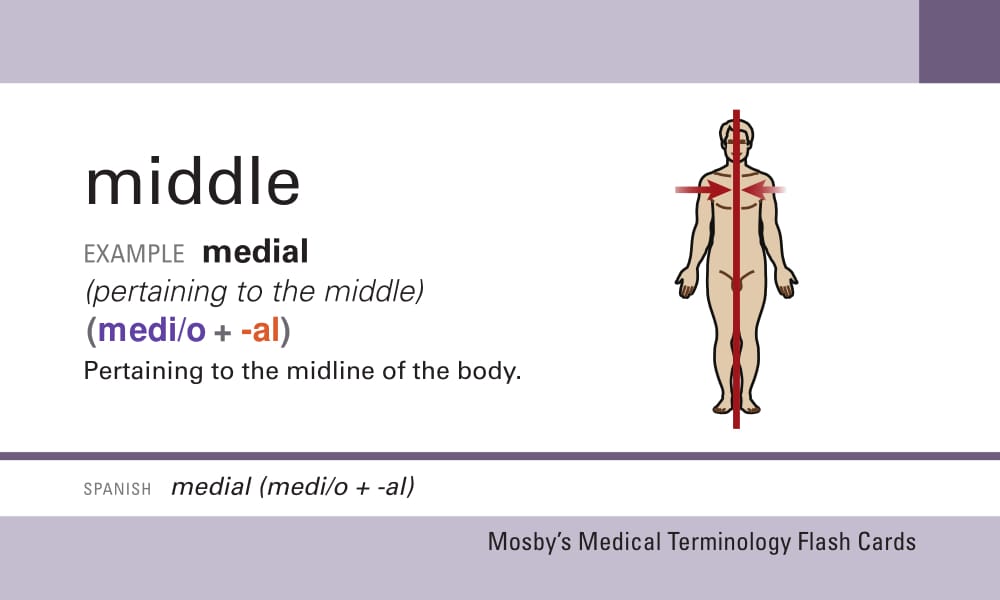 middle
EXAMPLE medial
(pertaining to the middle)
(medi/o + -al)
Pertaining to the midline of the body.
SPANISH medial (medi/o + -al)
Mosby's Medical Terminology Flash Cards